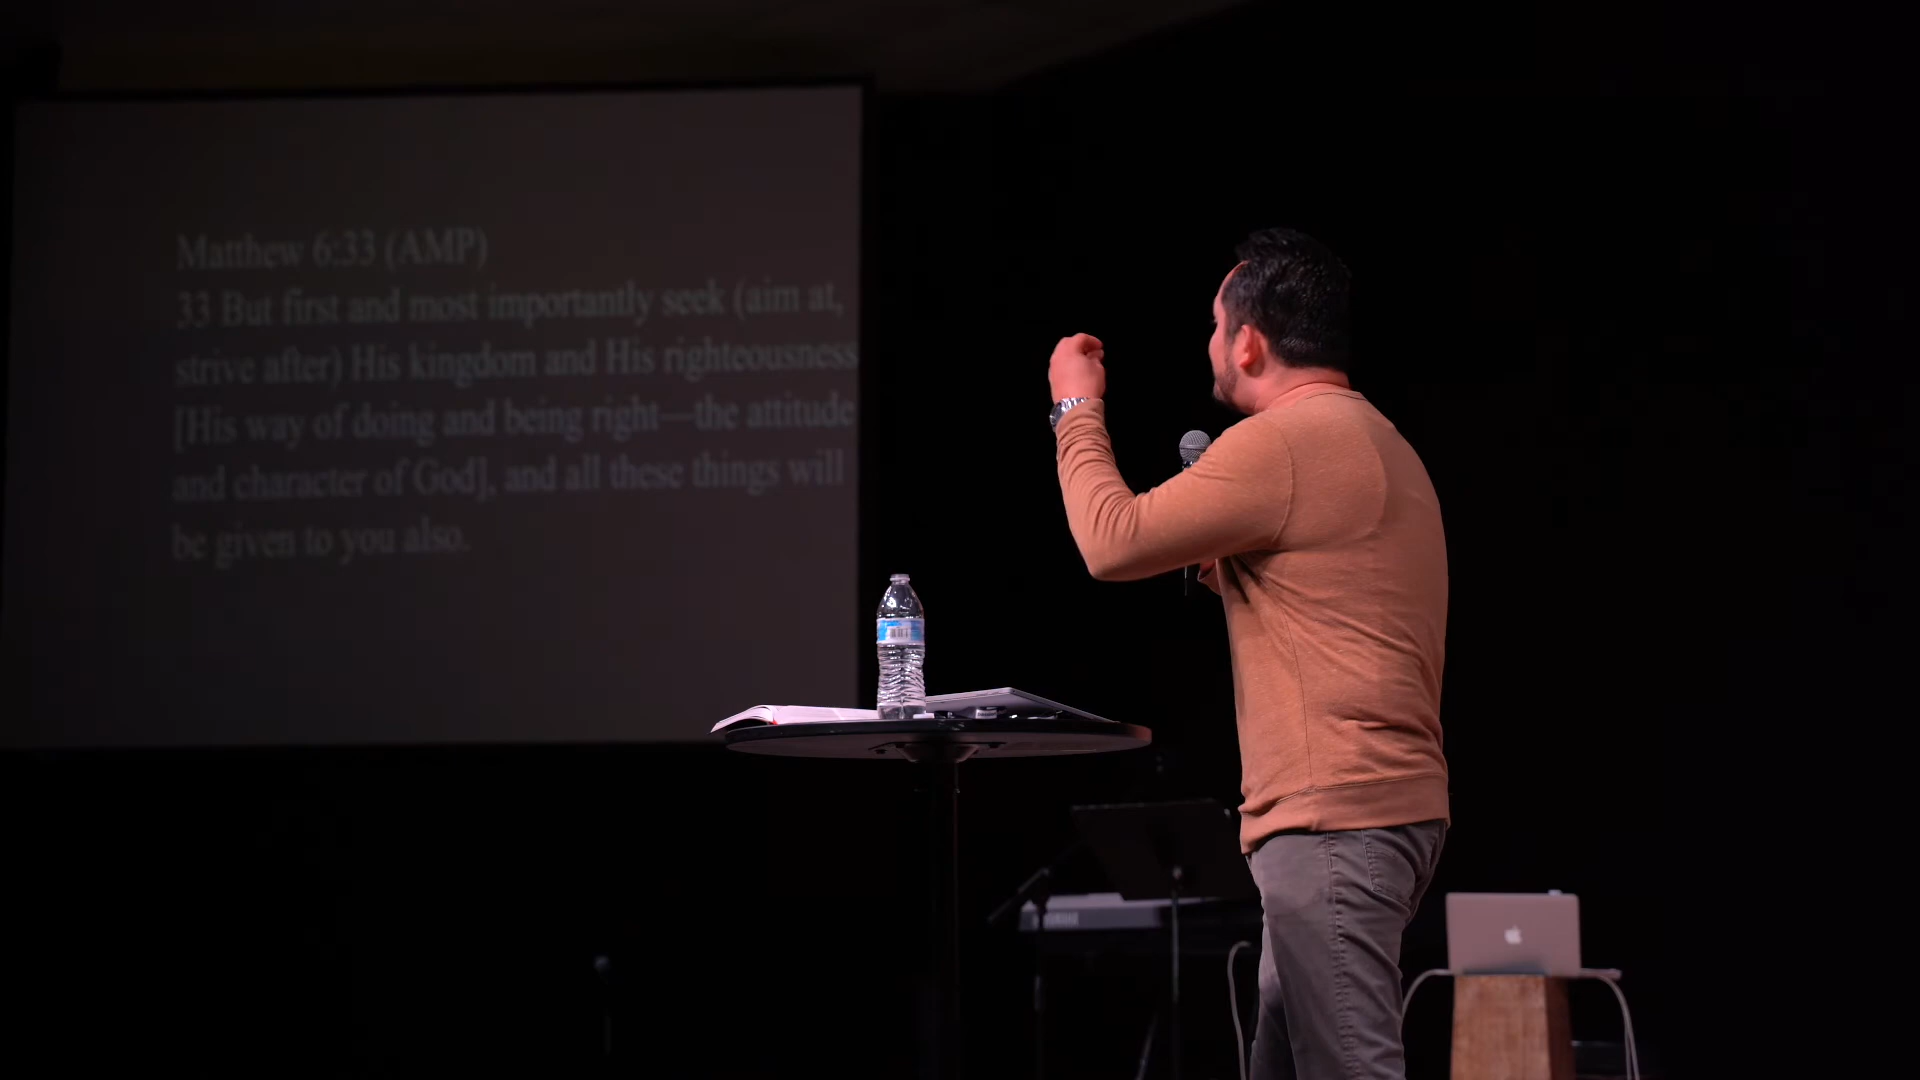 Matthew 6:33 (AMP)
33 But first and most importantly seek (aim at,
strive after) His kingdom and His righteousness
[His way of doing and being right—the attitude
and character of God], and all these things will
be given to you also.